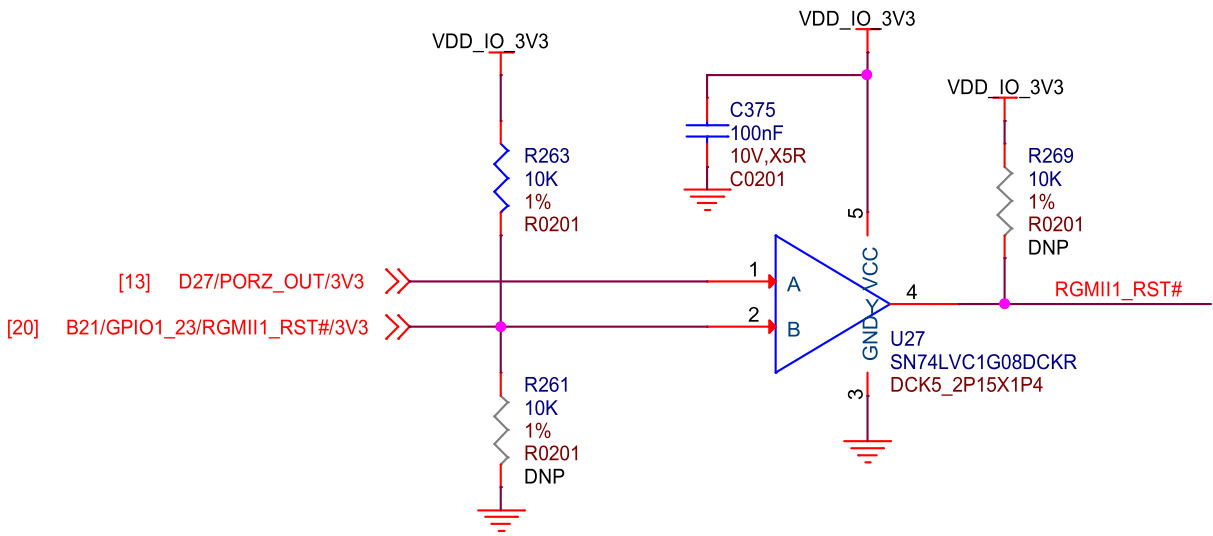 VDD_IO_3V3
VDD_IO_3V3
VDD_IO_3V3
C375
100nF
10V,X5R
C0201
R263
10K
1%
R0201
R269
10K
1%
R0201
DNP
5
VCC
[13] D27/PORZ_OUT/3V3
1
A
4
Y
RGMII1_RST#
[20] B21/GPIO1_23/RGMII1_RST#/3V3
2
B
GND
3
U27
SN74LVC1G08DCKR
DCK5_2P15X1P4
R261
10K
1%
R0201
DNP